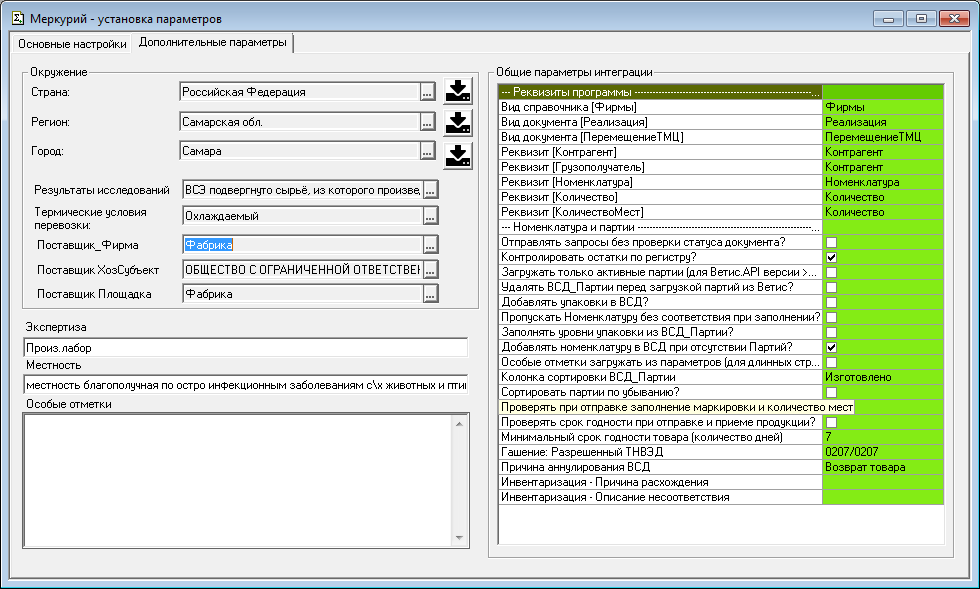 Меркурий - установка параметров
Основные настройки
Дополнительные параметры
Окружение
Страна:
Российская Федерация
...
Регион:
Самарская обл.
...
Город:
Самара
...
Результаты исследований
ВСЭ подвергнуто сырьё, из которого произве,
...
Термические условия
перевозки:
Охлаждаемый
...
Поставщик_Фирма
Фабрика
...
Поставщик ХозСубъект
ОБЩЕСТВО С ОГРАНИЧЕННОЙ ОТВЕТСТВЕН
...
Поставщик Площадка
Фабрика
...
Экспертиза
Произ.лабор
Местность
местность благополучная по остро инфекционным заболеваниям с\х животных и птиц
Особые отметки
Общие параметры интеграции
--- Реквизиты программы ---...
Вид справочника [Фирмы] Фирмы
Вид документа [Реализация] Реализация
Вид документа [ПеремещениеТМЦ] ПеремещениеТМЦ
Реквизит [Контрагент] Контрагент
Реквизит [Грузополучатель] Контрагент
Реквизит [Номенклатура] Номенклатура
Реквизит [Количество] Количество
Реквизит [КоличествоМест] Количество
--- Номенклатура и партии ---...
Отправлять запросы без проверки статуса документа?
Контролировать остатки по регистру?
Загружать только активные партии (для Ветис.API версии >...
Удалять ВСД_Партии перед загрузкой партий из Ветис?
Добавлять упаковки в ВСД?
Пропускать Номенклатуру без соответствия при заполнении?
Заполнять уровни упаковки из ВСД_Партии?
Добавлять номенклатуру в ВСД при отсутствии Партий?
Особые отметки загружать из параметров (для длинных стр...
Колонка сортировки ВСД_Партии Изготовлено
Сортировать партии по убыванию?
Проверять при отправке заполнение маркировки и количество мест
Проверять срок годности при отправке и приеме продукции?
Минимальный срок годности товара (количество дней) 7
Гашение: Разрешенный ТНВЭД 0207/0207
Причина аннулирования ВСД Возврат товара
Инвентаризация - Причина расхождения
Инвентаризация - Описание несоответствия